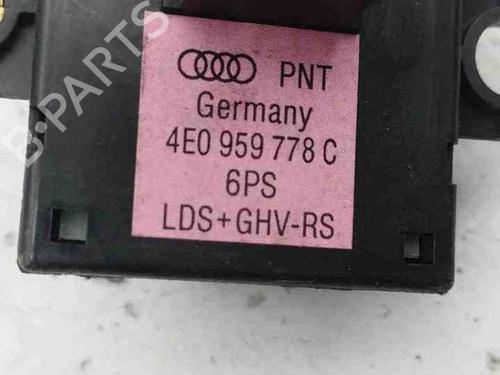 PNT
Germany
4E0 959 778 C
6PS
LDS+GHV-RS
B-PARTS